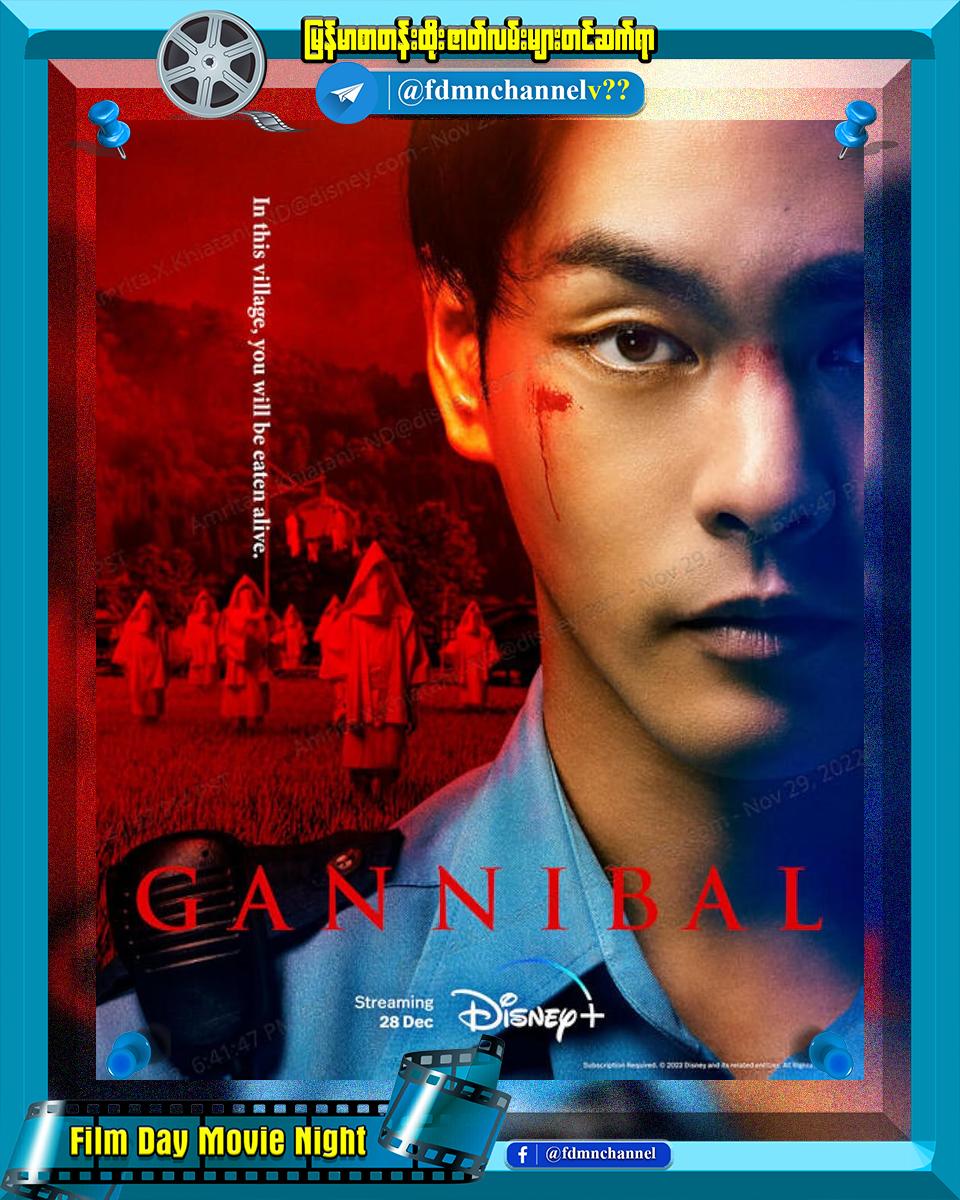 မြန်မာစာတန်းထိုးဇာတ်လမ်းများတင်ဆက်ရာ
@fdmnchannelv??
In this village, you will be eaten alive.
GANNIBAL
Streaming
28 Dec
Disney+
Subscription Required. © 2023 Disney and its related entities. All Rights
Film Day Movie Night
@fdmnchannel